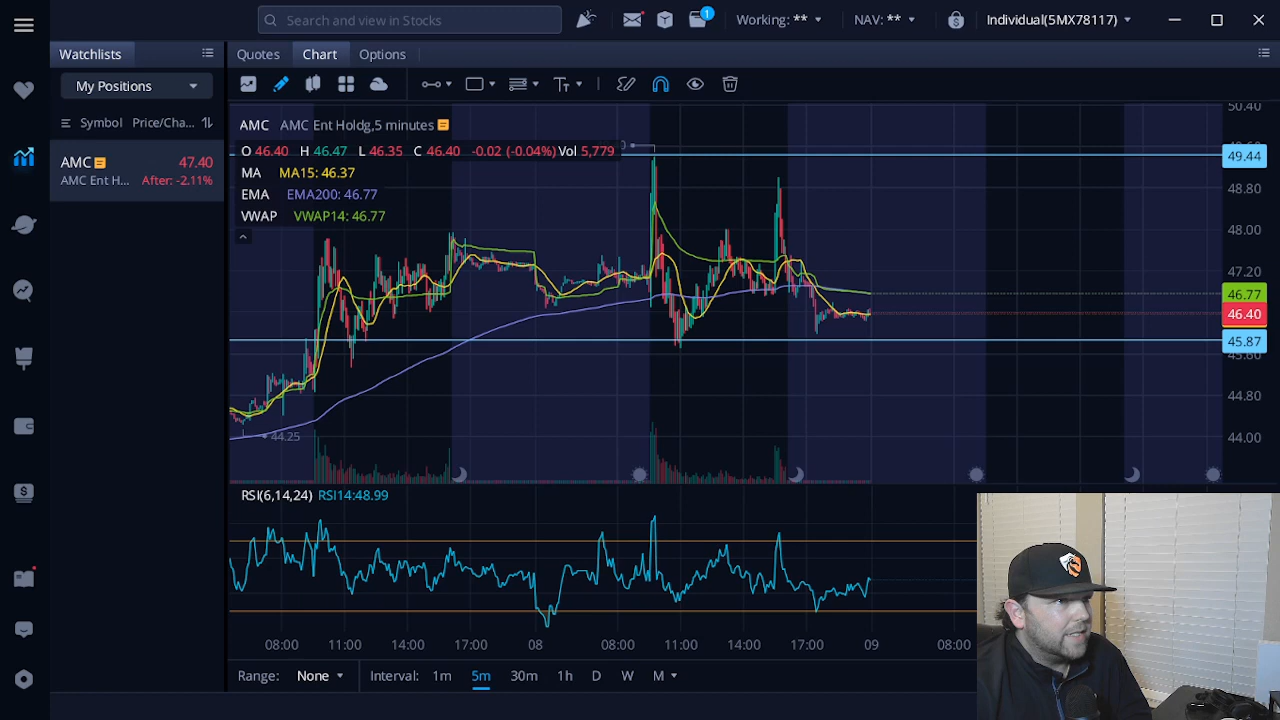 Search and view in Stocks
1
Working: **
NAV: **
Individual(5MX78117)
Watchlists
Quotes
Chart
Options
My Positions
Symbol
Price/Cha...
AMC
47.40
AMC Ent H...
After: -2.11%
AMC AMC Ent Holdg,5 minutes
O 46.40 H 46.47 L 46.35 C 46.40 -0.02 (-0.04%) Vol 5,779
MA MA15: 46.37
EMA EMA200: 46.77
VWAP VWAP14: 46.77
44.25
50.40
49.44
48.80
48.00
47.20
46.77
46.40
45.87
45.60
44.80
44.00
RSI(6,14,24) RSI14:48.99
08:00 11:00 14:00 17:00 08 08:00 11:00 14:00 17:00 09 08:00
Range: None
Interval: 1m 5m 30m 1h D W M